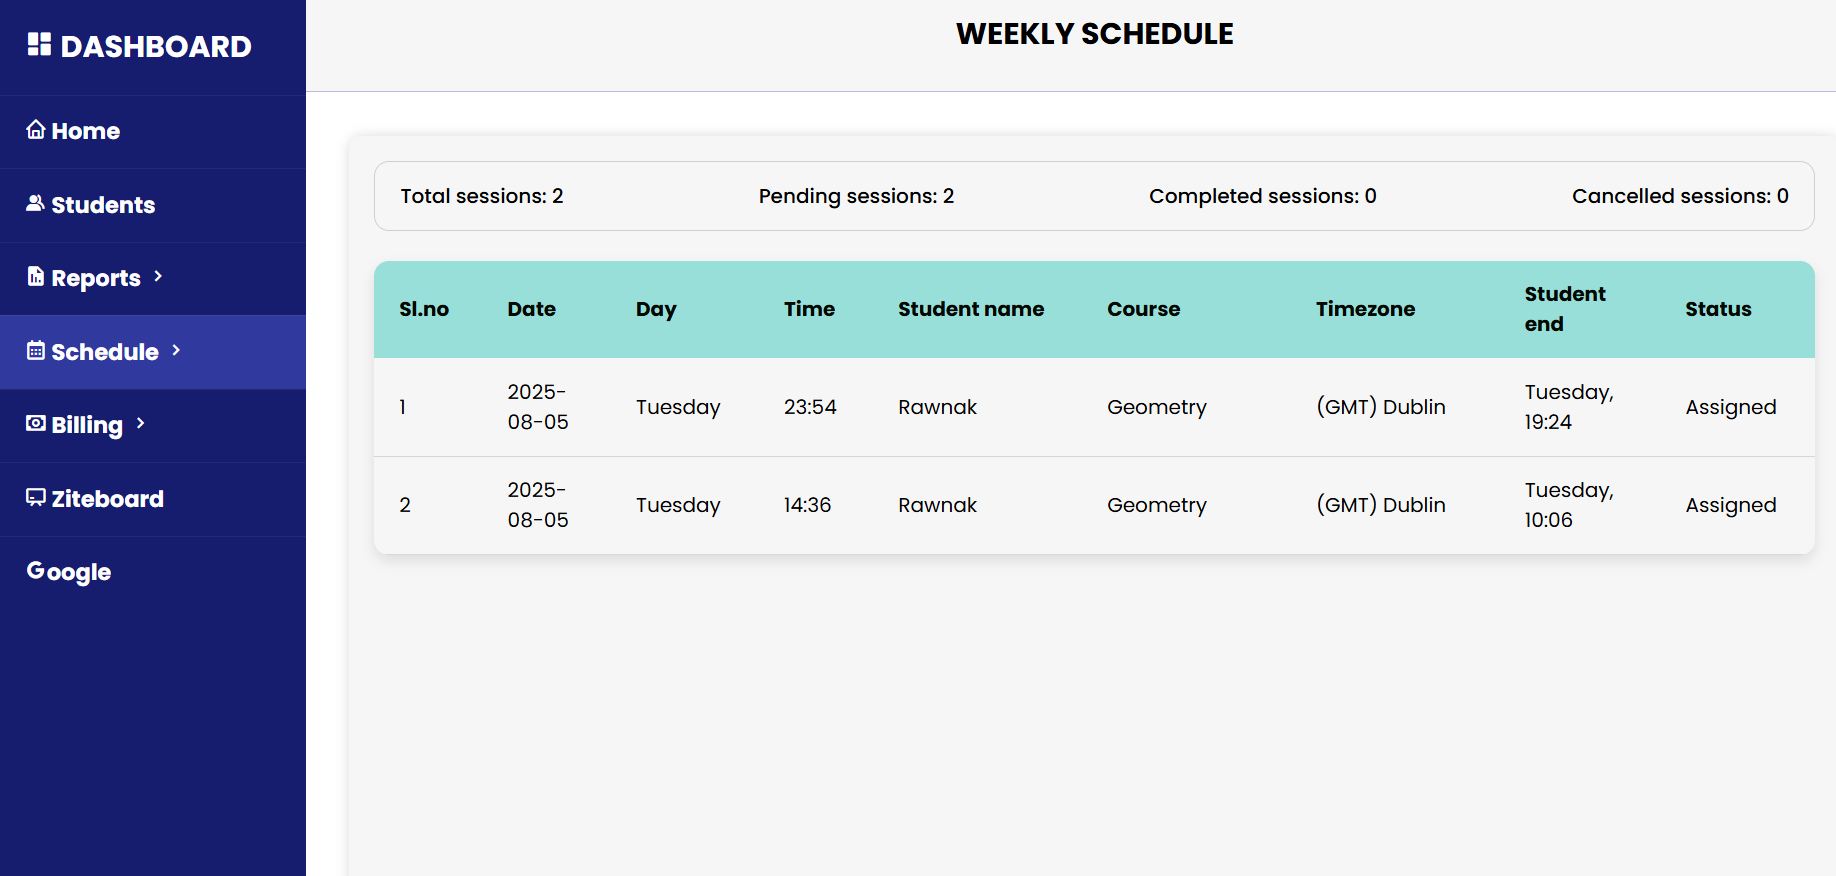 DASHBOARD
Home
Students
Reports
Schedule
Billing
Ziteboard
Google
WEEKLY SCHEDULE
Total sessions: 2 Pending sessions: 2 Completed sessions: 0 Cancelled sessions: 0
Sl.no Date Day Time Student name Course Timezone Student end Status
1 2025-08-05 Tuesday 23:54 Rawnak Geometry (GMT) Dublin Tuesday, 19:24 Assigned
2 2025-08-05 Tuesday 14:36 Rawnak Geometry (GMT) Dublin Tuesday, 10:06 Assigned